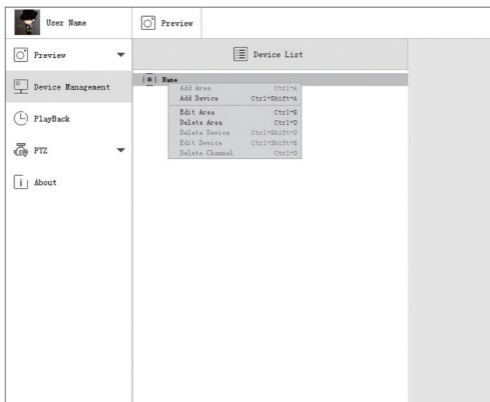 User Name
Preview
Preview
Device List
Device Management
Name
Add Area Ctrl+A
Add Device Ctrl+Shift+A
Edit Area Ctrl+E
Delete Area Ctrl+D
Delete Device Ctrl+Shift+D
Edit Device Ctrl+Shift+E
Delete Channel Ctrl+D
PlayBack
PTZ
About